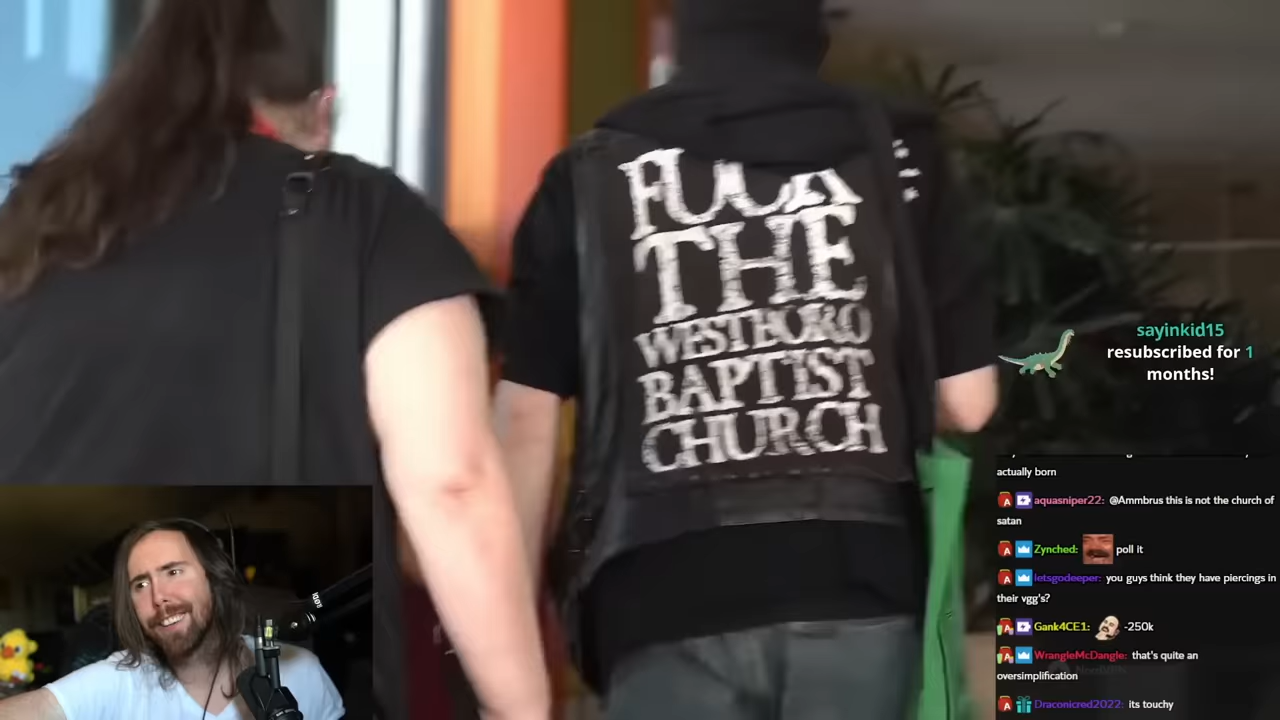 FUCK
THE
WESTBORO
BAPTIST
CHURCH
sayinkid15
resubscribed for 1
months!
actually born
aquasniper22: @Ammbrus this is not the church of
satan
Zynched: poll it
letsgodeeper: you guys think they have piercings in
their vgg's?
Gank4CE1: -250k
WrangleMcDangle: that's quite an
oversimplification
Draconicred2022: its touchy